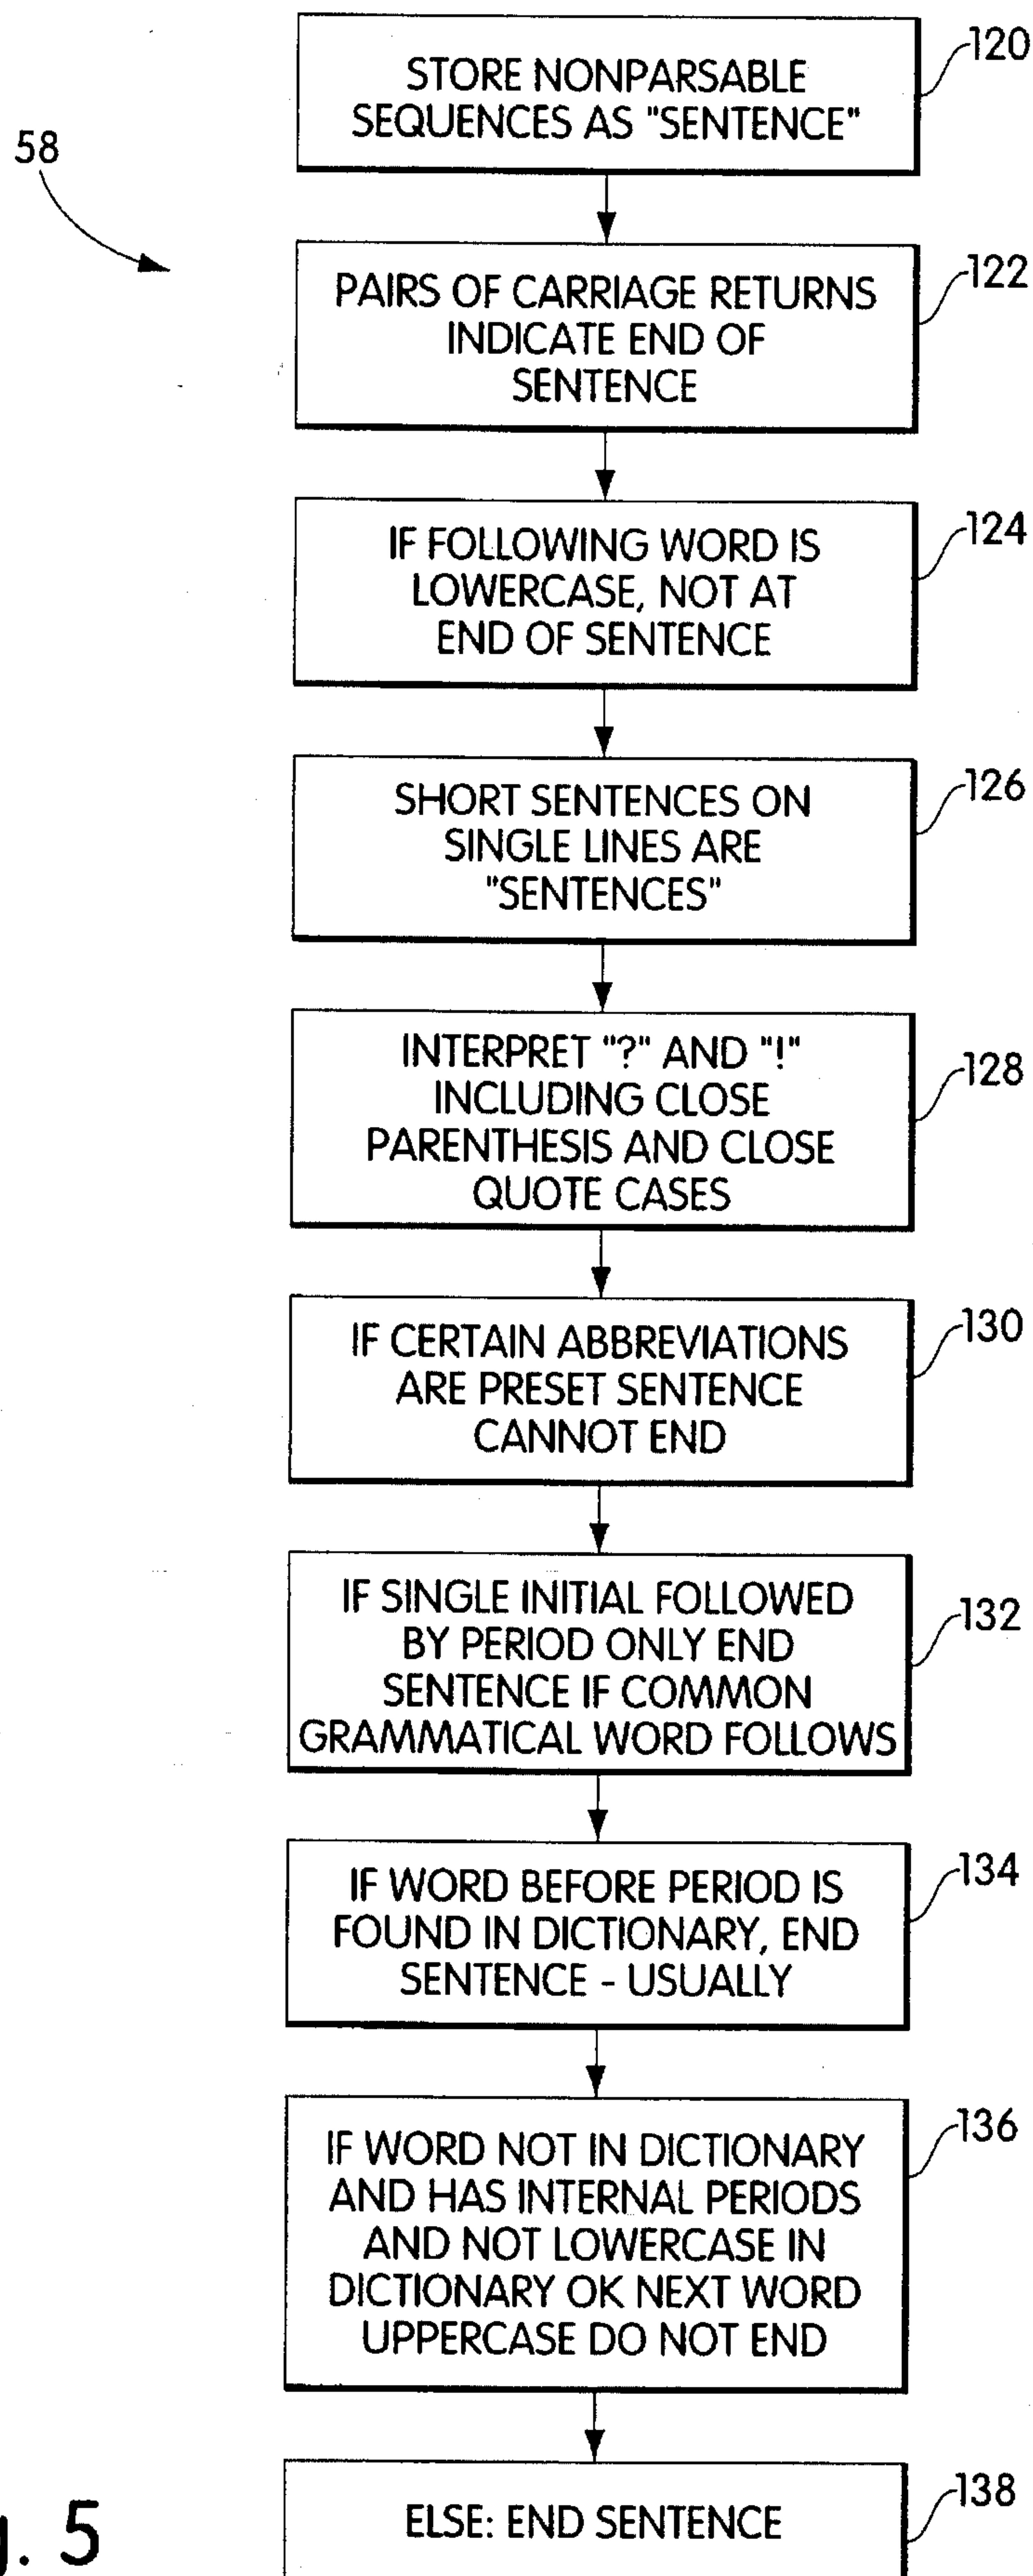 STORE NONPARSABLE
SEQUENCES AS "SENTENCE"
120
58
PAIRS OF CARRIAGE RETURNS
INDICATE END OF
SENTENCE
122
IF FOLLOWING WORD IS
LOWERCASE, NOT AT
END OF SENTENCE
124
SHORT SENTENCES ON
SINGLE LINES ARE
"SENTENCES"
126
INTERPRET "?" AND "!"
INCLUDING CLOSE
PARENTHESIS AND CLOSE
QUOTE CASES
128
IF CERTAIN ABBREVIATIONS
ARE PRESET SENTENCE
CANNOT END
130
IF SINGLE INITIAL FOLLOWED
BY PERIOD ONLY END
SENTENCE IF COMMON
GRAMMATICAL WORD FOLLOWS
132
IF WORD BEFORE PERIOD IS
FOUND IN DICTIONARY, END
SENTENCE - USUALLY
134
IF WORD NOT IN DICTIONARY
AND HAS INTERNAL PERIODS
AND NOT LOWERCASE IN
DICTIONARY OK NEXT WORD
UPPERCASE DO NOT END
136
ELSE: END SENTENCE
138
g. 5